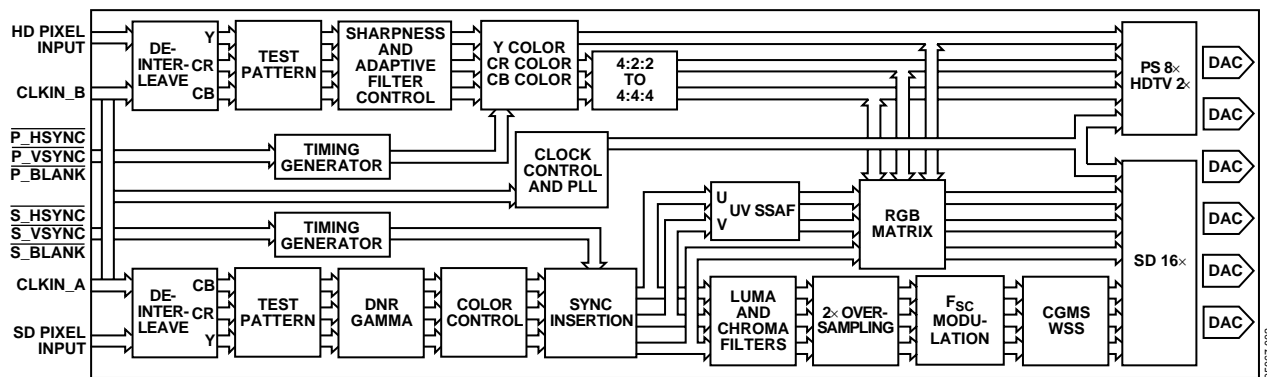 HD PIXEL
INPUT
CLKIN_B
P_HSYNC
P_VSYNC
P_BLANK
S_HSYNC
S_VSYNC
S_BLANK
CLKIN_A
SD PIXEL
INPUT
DE-
INTER-
LEAVE
Y
CR
CB
TEST
PATTERN
SHARPNESS
AND
ADAPTIVE
FILTER
CONTROL
Y COLOR
CR COLOR
CB COLOR
4:2:2
TO
4:4:4
PS 8×
HDTV 2×
DAC
DAC
DAC
DAC
DAC
DAC
TIMING
GENERATOR
CLOCK
CONTROL
AND PLL
TIMING
GENERATOR
U
V
UV SSAF
RGB
MATRIX
SD 16×
DE-
INTER-
LEAVE
CB
CR
Y
TEST
PATTERN
DNR
GAMMA
COLOR
CONTROL
SYNC
INSERTION
LUMA
AND
CHROMA
FILTERS
2× OVER-
SAMPLING
FSC
MODU-
LATION
CGMS
WSS